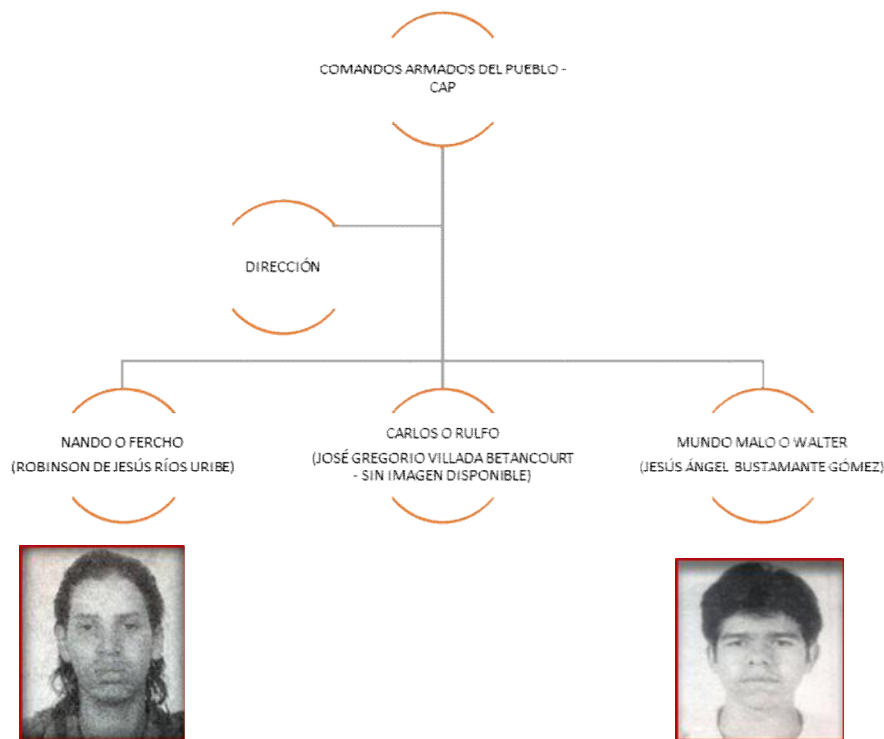 COMANDOS ARMADOS DEL PUEBLO -
CAP
DIRECCIÓN
NANDO O FERCHO
(ROBINSON DE JESÚS RÍOS URIBE)
CARLOS O RULFO
(JOSÉ GREGORIO VILLADA BETANCOURT
- SIN IMAGEN DISPONIBLE)
MUNDO MALO O WALTER
(JESÚS ÁNGEL BUSTAMANTE GÓMEZ)